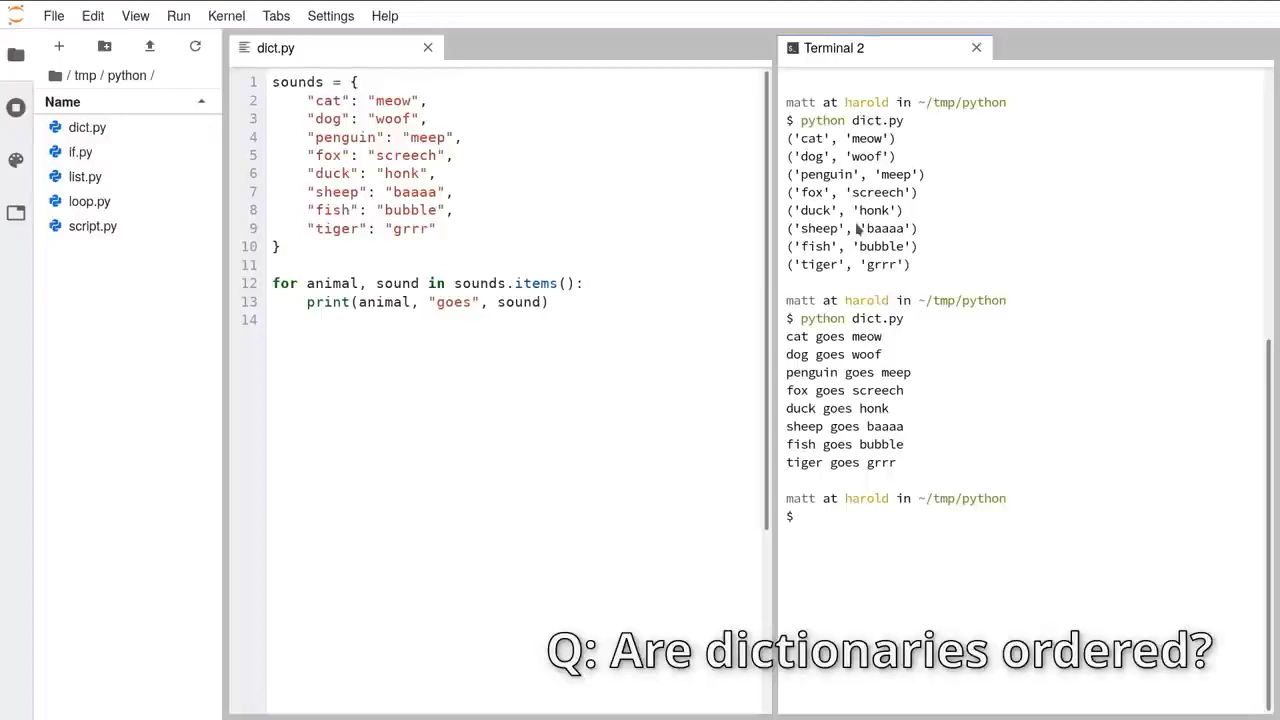 File Edit View Run Kernel Tabs Settings Help
/ tmp / python /
Name
dict.py
if.py
list.py
loop.py
script.py
dict.py
1 sounds = {
2     "cat": "meow",
3     "dog": "woof",
4     "penguin": "meep",
5     "fox": "screech",
6     "duck": "honk",
7     "sheep": "baaaa",
8     "fish": "bubble",
9     "tiger": "grrr"
10 }
11
12 for animal, sound in sounds.items():
13     print(animal, "goes", sound)
14
Terminal 2
matt at harold in ~/tmp/python
$ python dict.py
('cat', 'meow')
('dog', 'woof')
('penguin', 'meep')
('fox', 'screech')
('duck', 'honk')
('sheep', 'baaaa')
('fish', 'bubble')
('tiger', 'grrr')
matt at harold in ~/tmp/python
$ python dict.py
cat goes meow
dog goes woof
penguin goes meep
fox goes screech
duck goes honk
sheep goes baaaa
fish goes bubble
tiger goes grrr
matt at harold in ~/tmp/python
$
Q: Are dictionaries ordered?